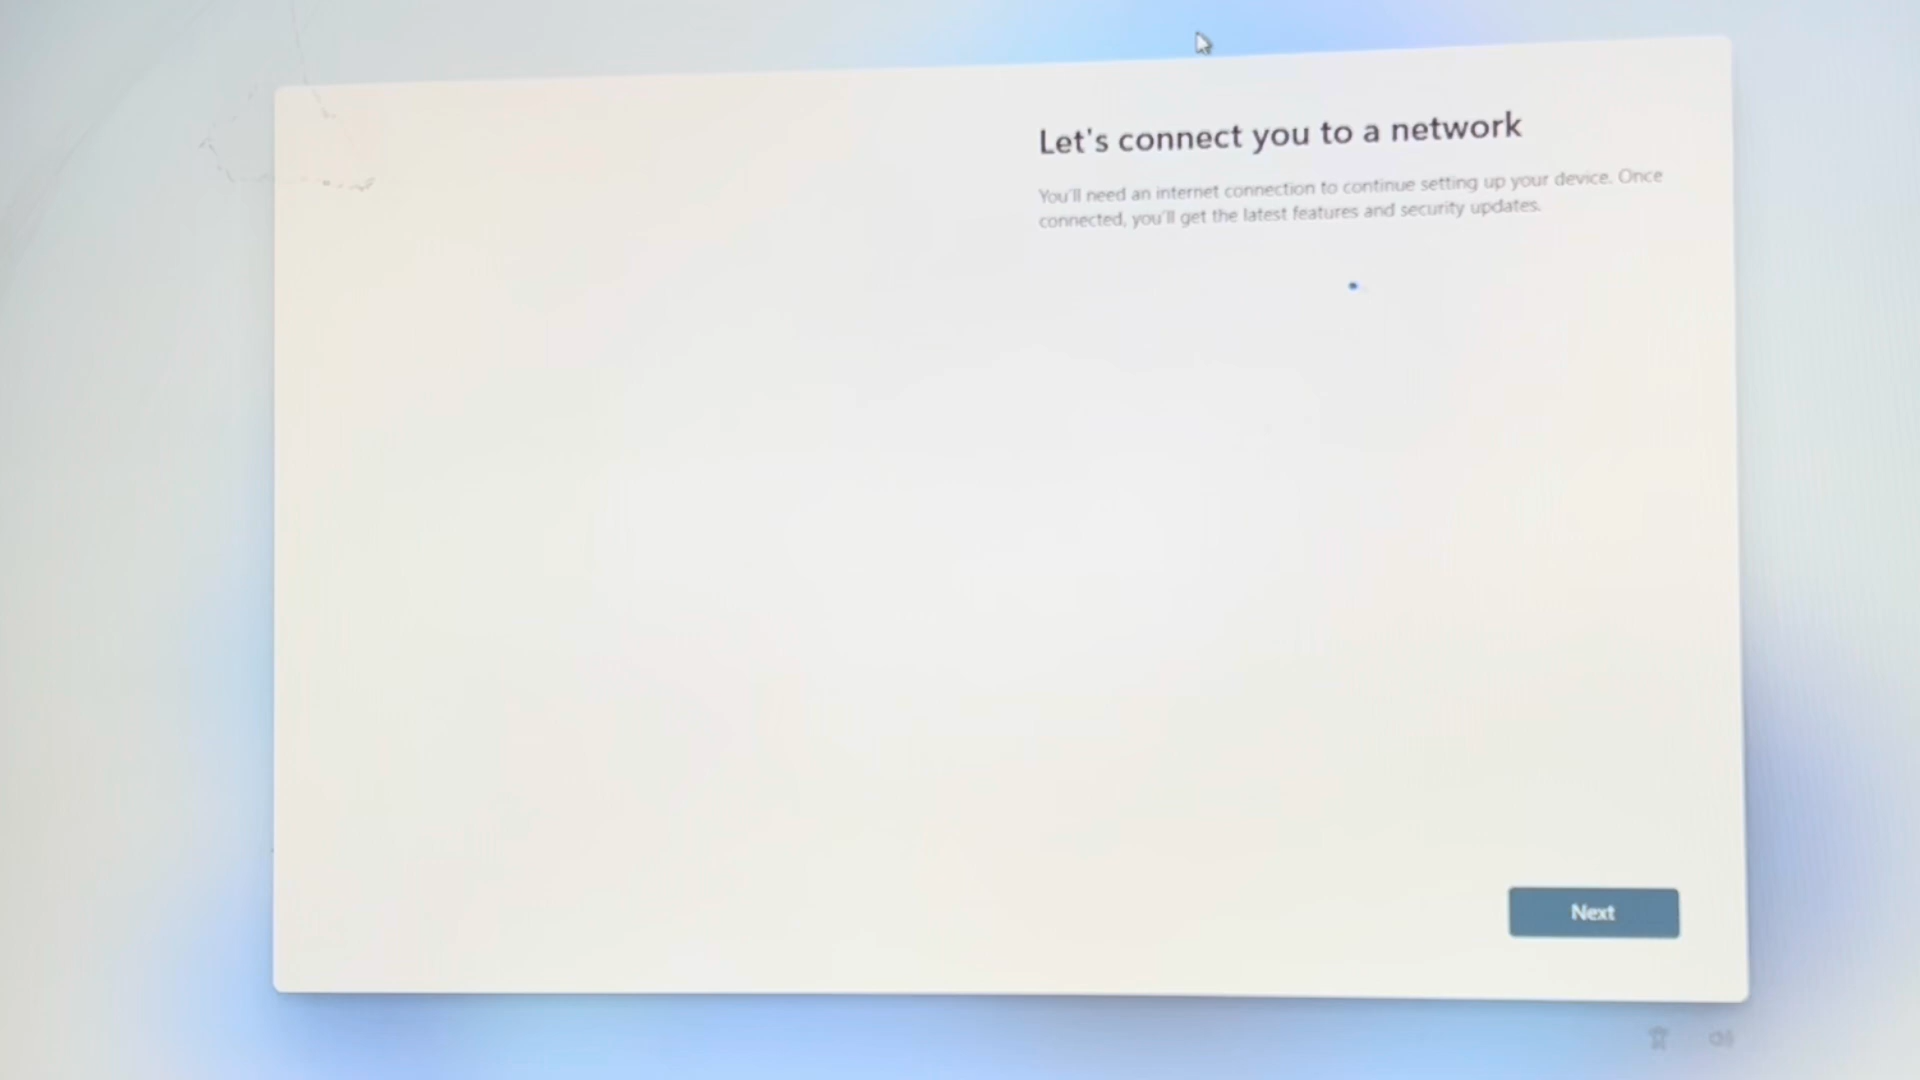 Let's connect you to a network
You'll need an internet connection to continue setting up your device. Once
connected, you'll get the latest features and security updates.
Next